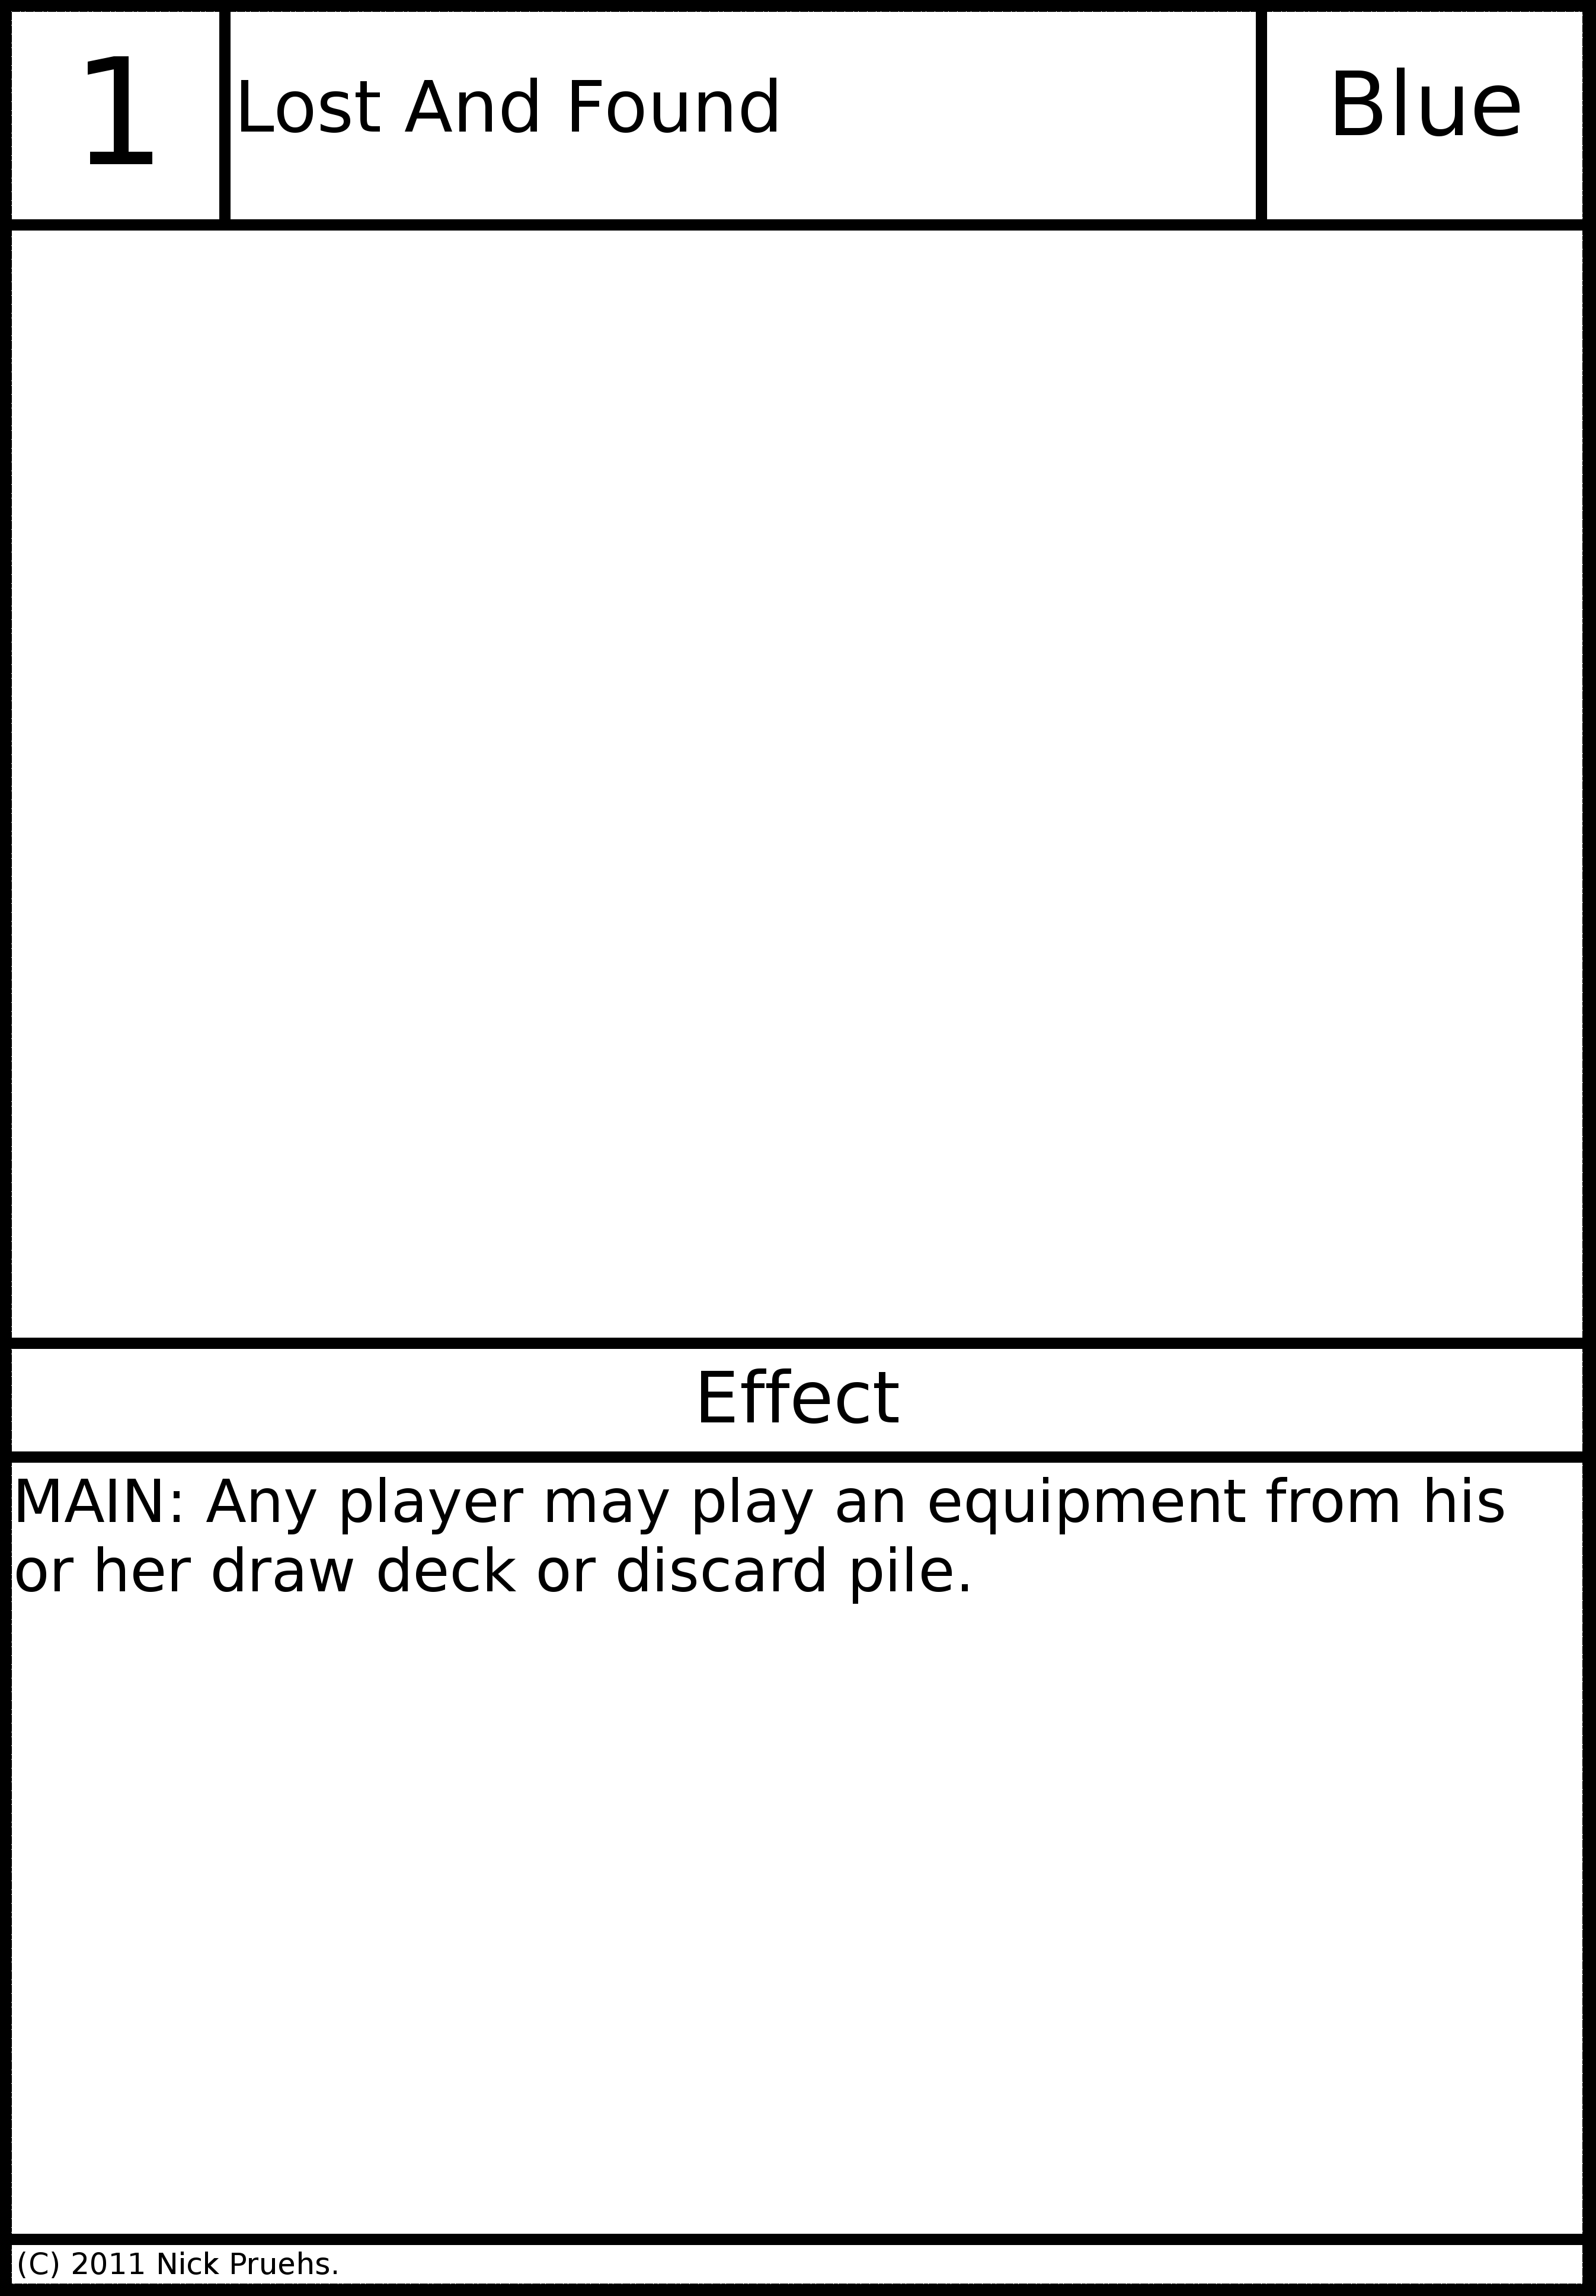 1
Lost And Found
Blue
Effect
MAIN: Any player may play an equipment from his
or her draw deck or discard pile.
(C) 2011 Nick Pruehs.